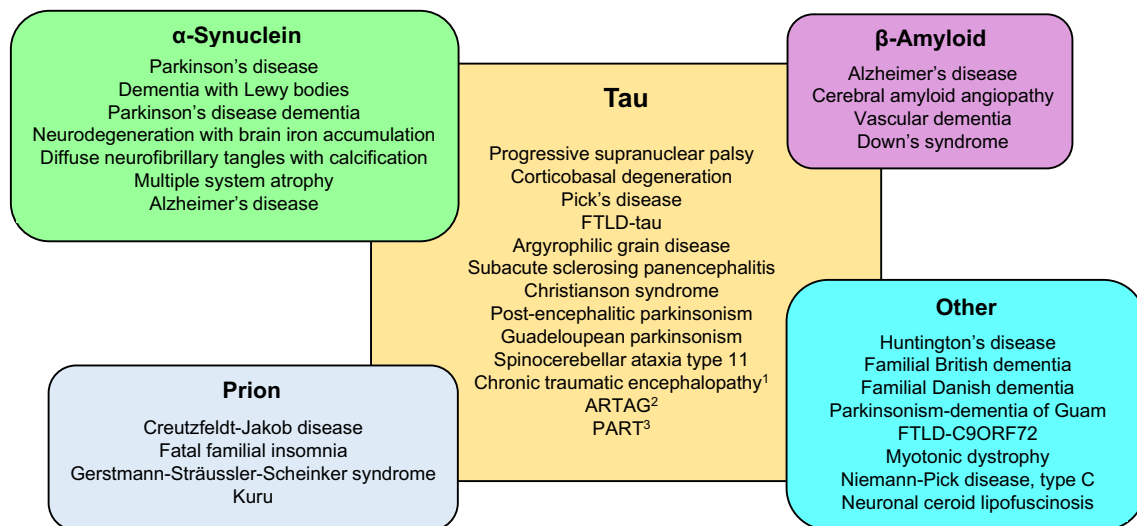 α-Synuclein
Parkinson’s disease
Dementia with Lewy bodies
Parkinson’s disease dementia
Neurodegeneration with brain iron accumulation
Diffuse neurofibrillary tangles with calcification
Multiple system atrophy
Alzheimer’s disease
β-Amyloid
Alzheimer’s disease
Cerebral amyloid angiopathy
Vascular dementia
Down’s syndrome
Tau
Progressive supranuclear palsy
Corticobasal degeneration
Pick’s disease
FTLD-tau
Argyrophilic grain disease
Subacute sclerosing panencephalitis
Christianson syndrome
Post-encephalitic parkinsonism
Guadeloupean parkinsonism
Spinocerebellar ataxia type 11
Chronic traumatic encephalopathy¹
ARTAG²
PART³
Prion
Creutzfeldt-Jakob disease
Fatal familial insomnia
Gerstmann-Sträussler-Scheinker syndrome
Kuru
Other
Huntington’s disease
Familial British dementia
Familial Danish dementia
Parkinsonism-dementia of Guam
FTLD-C9ORF72
Myotonic dystrophy
Niemann-Pick disease, type C
Neuronal ceroid lipofuscinosis